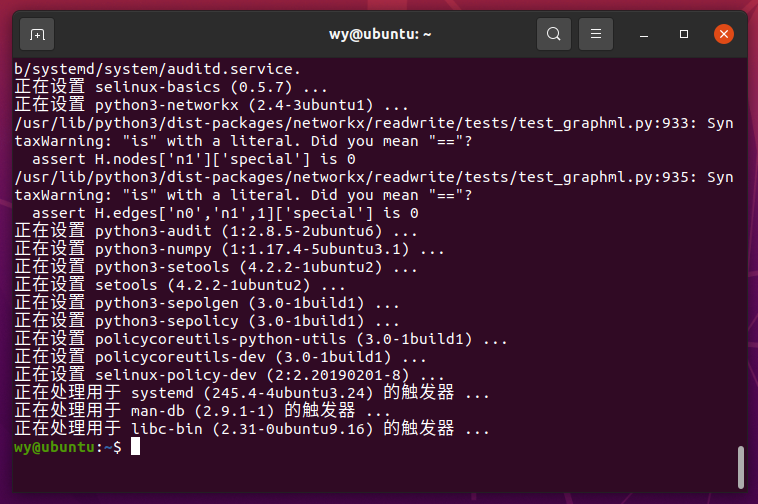 wy@ubuntu: ~
b/systemd/system/auditd.service.
正在设置 selinux-basics (0.5.7) ...
正在设置 python3-networkx (2.4-3ubuntu1) ...
/usr/lib/python3/dist-packages/networkx/readwrite/tests/test_graphml.py:933: Syn
taxWarning: "is" with a literal. Did you mean "=="?
  assert H.nodes['n1']['special'] is 0
/usr/lib/python3/dist-packages/networkx/readwrite/tests/test_graphml.py:935: Syn
taxWarning: "is" with a literal. Did you mean "=="?
  assert H.edges['n0','n1',1]['special'] is 0
正在设置 python3-audit (1:2.8.5-2ubuntu6) ...
正在设置 python3-numpy (1:1.17.4-5ubuntu3.1) ...
正在设置 python3-setools (4.2.2-1ubuntu2) ...
正在设置 setools (4.2.2-1ubuntu2) ...
正在设置 python3-sepolgen (3.0-1build1) ...
正在设置 python3-sepolicy (3.0-1build1) ...
正在设置 policycoreutils-python-utils (3.0-1build1) ...
正在设置 policycoreutils-dev (3.0-1build1) ...
正在设置 selinux-policy-dev (2:2.20190201-8) ...
正在处理用于 systemd (245.4-4ubuntu3.24) 的触发器 ...
正在处理用于 man-db (2.9.1-1) 的触发器 ...
正在处理用于 libc-bin (2.31-0ubuntu9.16) 的触发器 ...
wy@ubuntu:~$